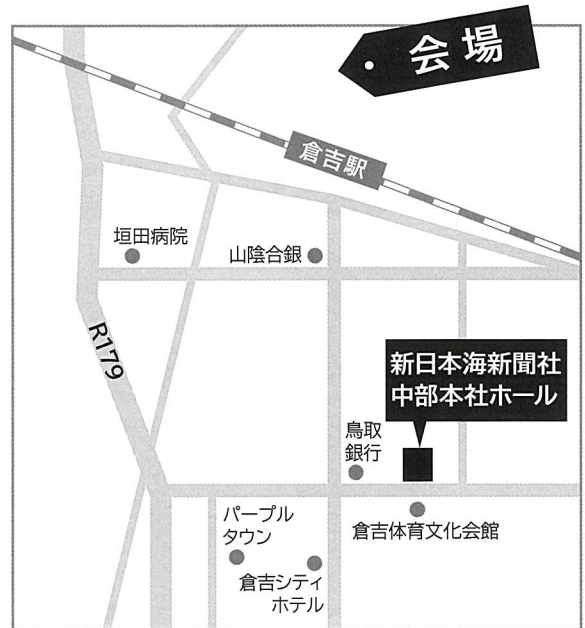 会場
倉吉駅
垣田病院
山陰合銀
R179
新日本海新聞社
中部本社ホール
鳥取
銀行
倉吉体育文化会館
パープル
タウン
倉吉シティ
ホテル